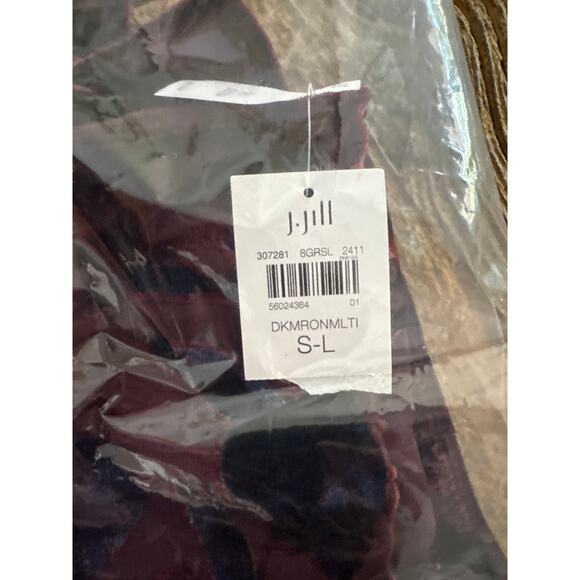 J.Jill
307281 8GRSL 2411
56024364 01
DKMRONMLTI
S-L